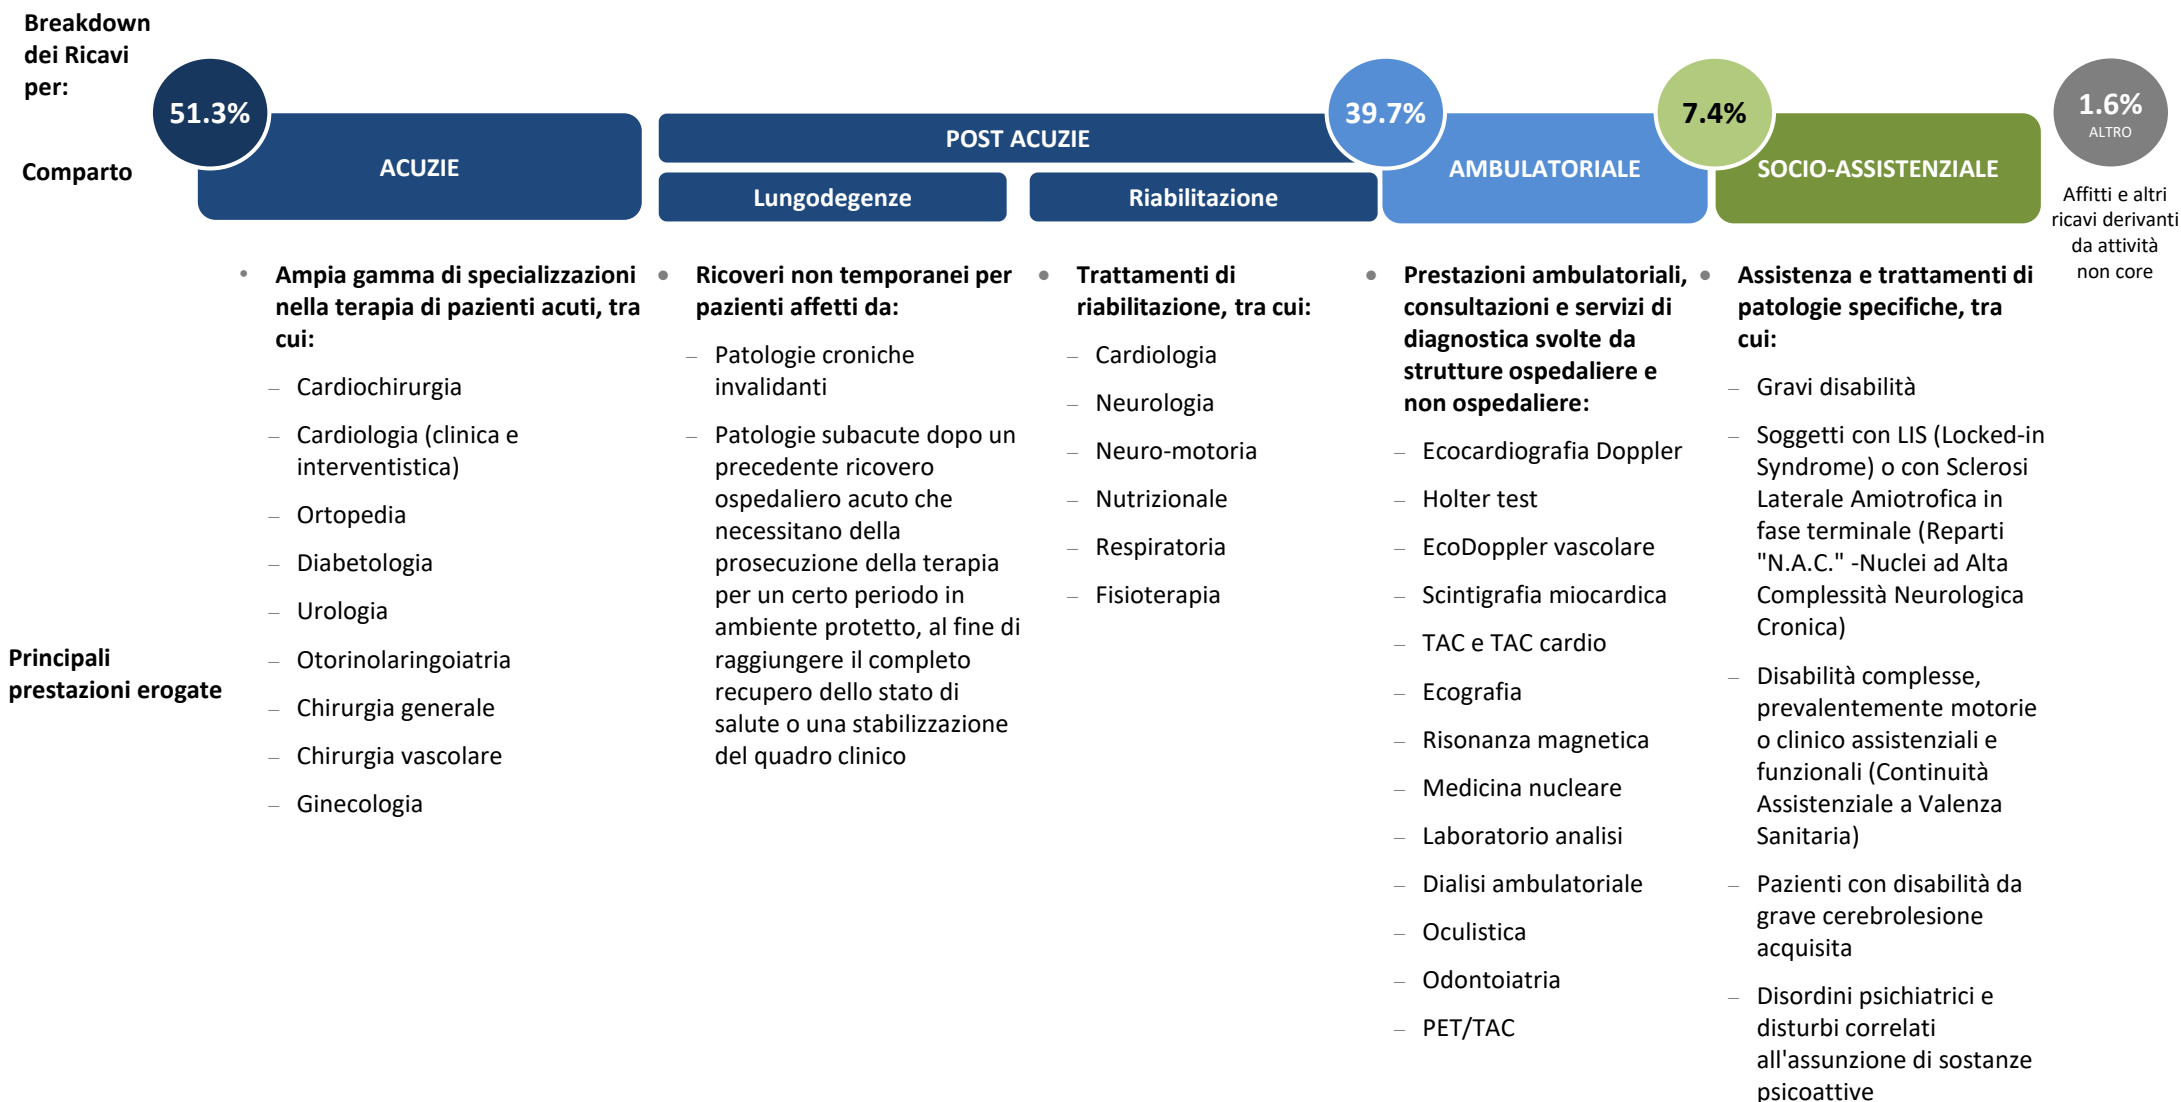 Breakdown
dei Ricavi
per:
51.3%
39.7%
7.4%
1.6%
ALTRO
Comparto
ACUZIE
POST ACUZIE
Lungodegenze
Riabilitazione
AMBULATORIALE
SOCIO-ASSISTENZIALE
Affitti e altri
ricavi derivanti
da attività
non core
Principali
prestazioni erogate
• Ampia gamma di specializzazioni
nella terapia di pazienti acuti, tra
cui:
– Cardiochirurgia
– Cardiologia (clinica e
interventistica)
– Ortopedia
– Diabetologia
– Urologia
– Otorinolaringoiatria
– Chirurgia generale
– Chirurgia vascolare
– Ginecologia
• Ricoveri non temporanei per
pazienti affetti da:
– Patologie croniche
invalidanti
– Patologie subacute dopo un
precedente ricovero
ospedaliero acuto che
necessitano della
prosecuzione della terapia
per un certo periodo in
ambiente protetto, al fine di
raggiungere il completo
recupero dello stato di
salute o una stabilizzazione
del quadro clinico
• Trattamenti di
riabilitazione, tra cui:
– Cardiologia
– Neurologia
– Neuro-motoria
– Nutrizionale
– Respiratoria
– Fisioterapia
• Prestazioni ambulatoriali,
consultazioni e servizi di
diagnostica svolte da
strutture ospedaliere e
non ospedaliere:
– Ecocardiografia Doppler
– Holter test
– EcoDoppler vascolare
– Scintigrafia miocardica
– TAC e TAC cardio
– Ecografia
– Risonanza magnetica
– Medicina nucleare
– Laboratorio analisi
– Dialisi ambulatoriale
– Oculistica
– Odontoiatria
– PET/TAC
• Assistenza e trattamenti di
patologie specifiche, tra
cui:
– Gravi disabilità
– Soggetti con LIS (Locked-in
Syndrome) o con Sclerosi
Laterale Amiotrofica in
fase terminale (Reparti
"N.A.C." -Nuclei ad Alta
Complessità Neurologica
Cronica)
– Disabilità complesse,
prevalentemente motorie
o clinico assistenziali e
funzionali (Continuità
Assistenziale a Valenza
Sanitaria)
– Pazienti con disabilità da
grave cerebrolesione
acquisita
– Disordini psichiatrici e
disturbi correlati
all'assunzione di sostanze
psicoattive